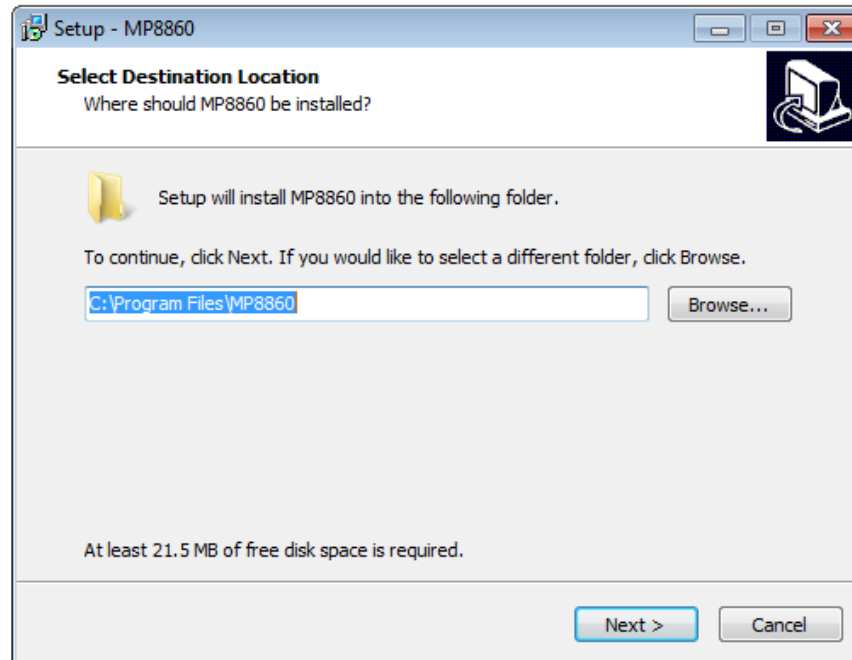 Setup - MP8860
Select Destination Location
Where should MP8860 be installed?
Setup will install MP8860 into the following folder.
To continue, click Next. If you would like to select a different folder, click Browse.
C:\Program Files\MP8860
Browse...
At least 21.5 MB of free disk space is required.
Next >
Cancel